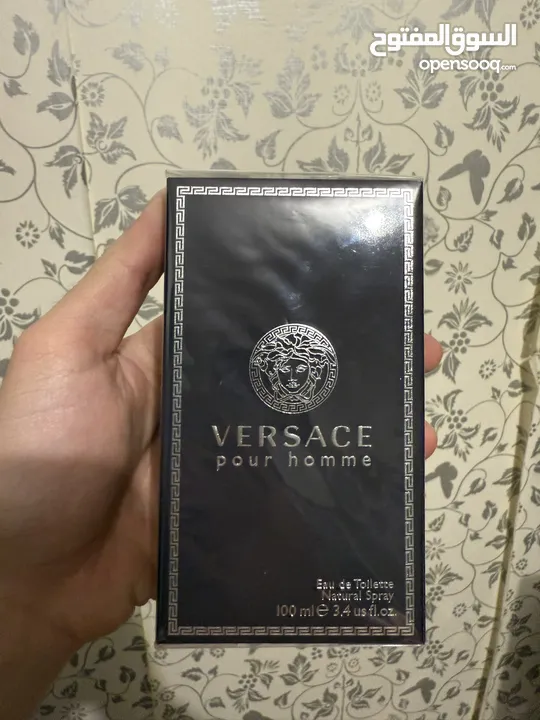 السوق المفتوح
opensooq.com
VERSACE
pour homme
Eau de Toilette
Natural Spray
100 ml ℮ 3,4 us fl.oz.